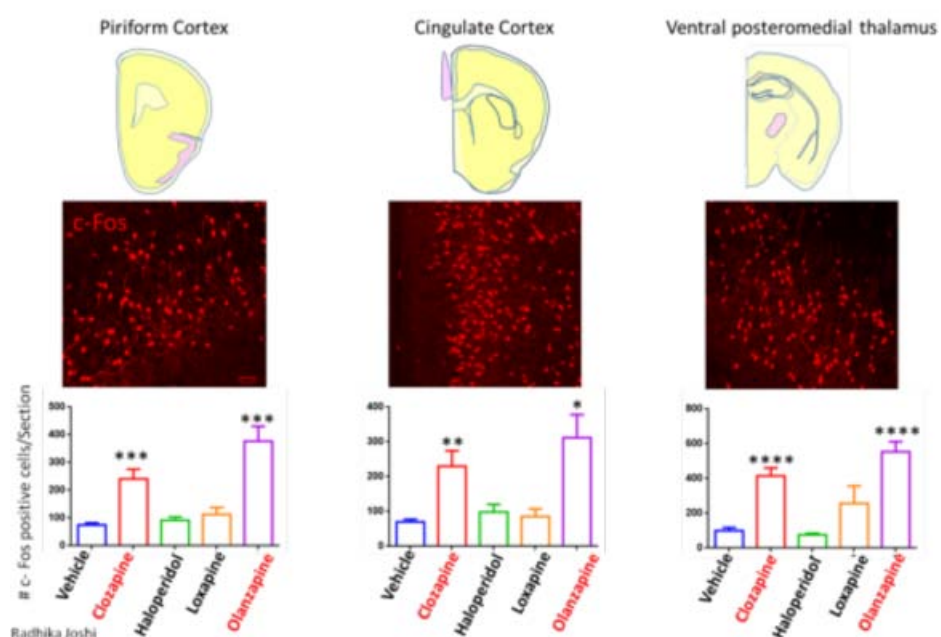 Piriform Cortex
Cingulate Cortex
Ventral posteromedial thalamus
c-Fos
# c- Fos positive cells/Section
500
400
300
200
100
0
***
***
Vehicle
Clozapine
Haloperidol
Loxapine
Olanzapine
400
300
200
100
0
**
*
Vehicle
Clozapine
Haloperidol
Loxapine
Olanzapine
800
600
400
200
0
****
****
Vehicle
Clozapine
Haloperidol
Loxapine
Olanzapine
Radhika Joshi